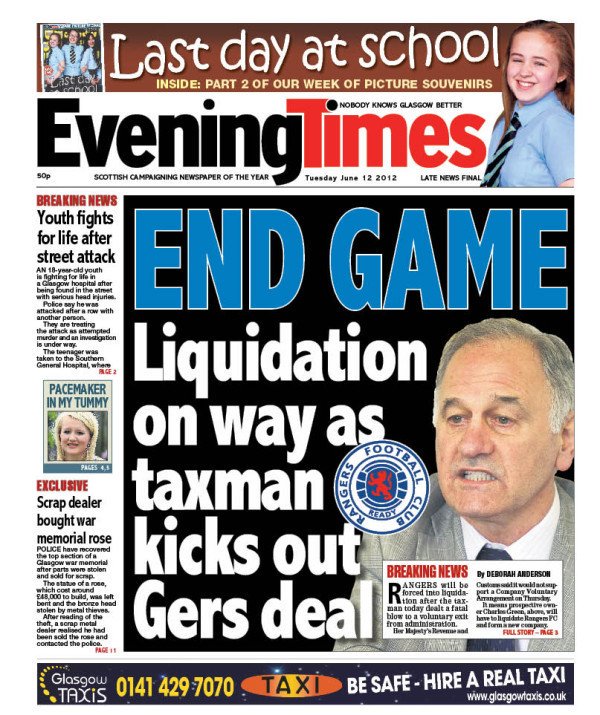 Last day at school
Last day at school
INSIDE: PART 2 OF OUR WEEK OF PICTURE SOUVENIRS
NOBODY KNOWS GLASGOW BETTER
EveningTimes
50p
SCOTTISH CAMPAIGNING NEWSPAPER OF THE YEAR
Tuesday June 12 2012
LATE NEWS FINAL
BREAKING NEWS
Youth fights
for life after
street attack
AN 18-year-old youth
is fighting for life in
a Glasgow hospital after
being found in the street
with serious head injuries.
Police say he was
attacked after a row with
another person.
They are treating
the attack as attempted
murder and an investigation
is under way.
The teenager was
taken to the Southern
General Hospital, where
PAGE 2
PACEMAKER
IN MY TUMMY
PAGES 4,5
EXCLUSIVE
Scrap dealer
bought war
memorial rose
POLICE have recovered
the top section of a
Glasgow war memorial
after parts were stolen
and sold for scrap.
The statue of a rose,
which cost around
£48,000 to build, was left
bent and the bronze head
stolen by metal thieves.
After reading of the
theft, a scrap metal
dealer realised he had
been sold the rose and
contacted the police.
PAGE 11
END GAME
Liquidation
on way as
taxman
kicks out
Gers deal
RANGERS FOOTBALL CLUB
READY
BREAKING NEWS
RANGERS will be
forced into liquida-
tion after the tax-
man today dealt a fatal
blow to a voluntary exit
from administration.
Her Majesty's Revenue and
By DEBORAH ANDERSON
Customs said it would not sup-
port a Company Voluntary
Arrangement on Thursday.
It means prospective own-
er Charles Green, above, will
have to liquidate Rangers FC
and form a new company.
FULL STORY – PAGE 3
Glasgow
TAXIS
0141 429 7070
TAXI
BE SAFE - HIRE A REAL TAXI
www.glasgowtaxis.co.uk